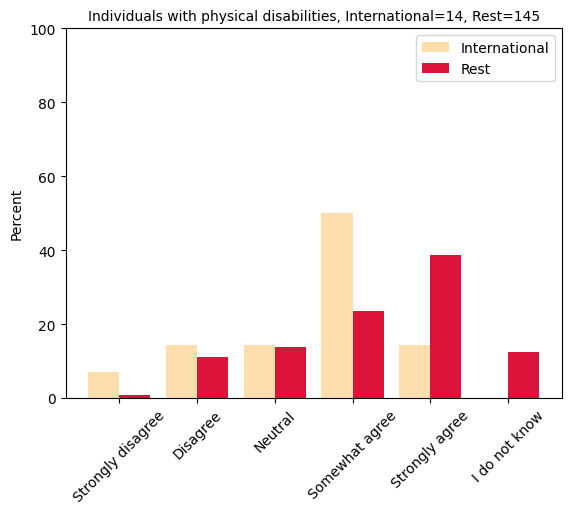 Individuals with physical disabilities, International=14, Rest=145
100
80
60
40
20
0
Percent
International
Rest
Strongly disagree
Disagree
Neutral
Somewhat agree
Strongly agree
I do not know